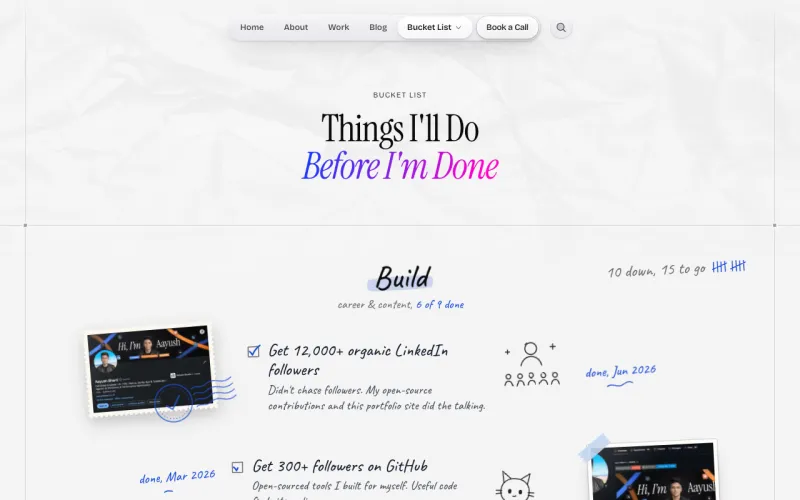 Home About Work Blog Bucket List Book a Call
BUCKET LIST
Things I'll Do
Before I'm Done
10 down, 15 to go
Build
career & content, 6 of 9 done
Hi, I'm Aayush
Get 12,000+ organic LinkedIn
followers
Didn't chase followers. My open-source
contributions and this portfolio site did the talking.
done, Jun 2026
done, Mar 2026
Get 300+ followers on GitHub
Open-sourced tools I built for myself. Useful code
Hi, I'm Aayush